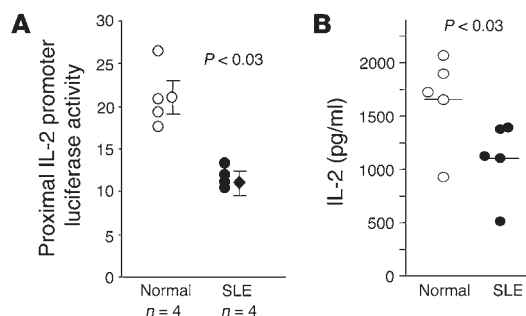 A
Proximal IL-2 promoter
luciferase activity
30
25
20
15
10
5
0
P < 0.03
Normal
n = 4
SLE
n = 4
B
IL-2 (pg/ml)
2000
1500
1000
500
0
P < 0.03
Normal
SLE